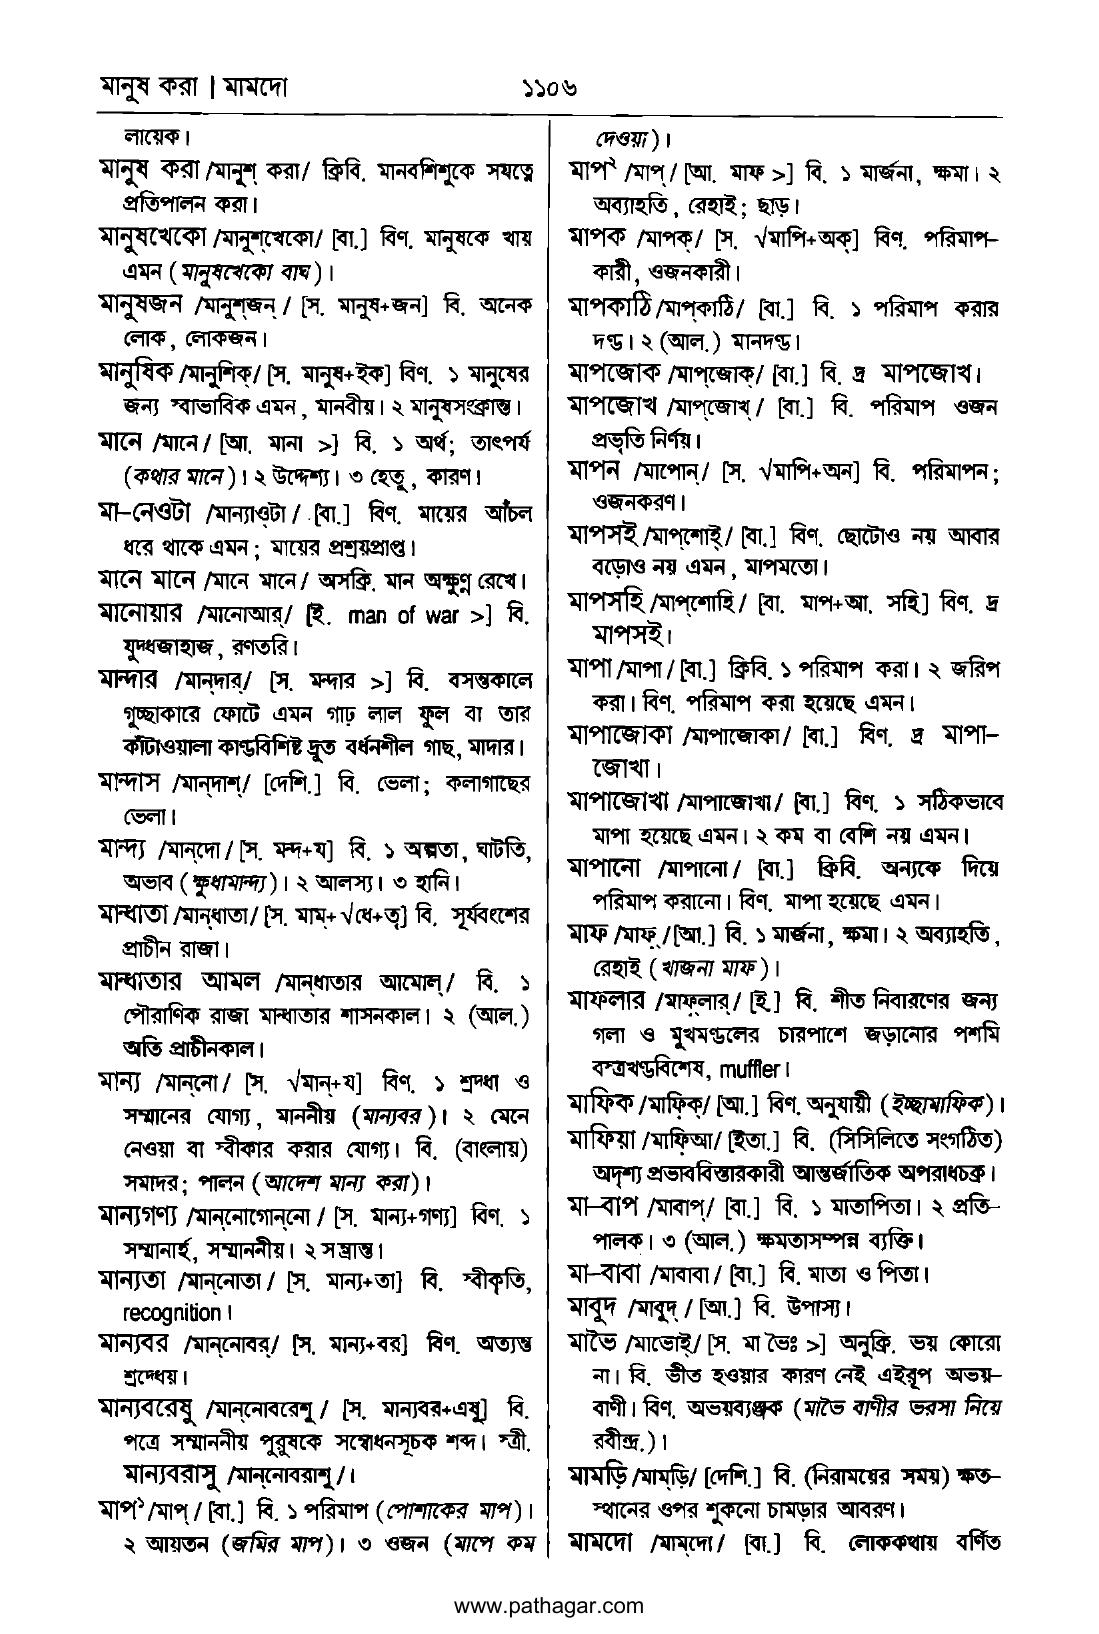 মানুষ করা | মামদো
১১০৬
লায়েক।
মানুষ করা /মানুশ্ করা/ ক্রিবি. মানবশিশুকে সযত্নে
প্রতিপালন করা।
মানুষখেকো /মানুশ্‌খেকো/ [বা.] বিণ. মানুষকে খায়
এমন (মানুষখেকো বাঘ)।
মানুষজন /মানুশ্‌জন্/ [স. মানুষ+জন] বি. অনেক
লোক, লোকজন।
মানুষিক /মানুশিক্/ [স. মানুষ+ইক] বিণ. ১ মানুষের
জন্য স্বাভাবিক এমন, মানবীয়। ২ মানুষসংক্রান্ত।
মানে /মানে/ [আ. মানা >] বি. ১ অর্থ; তাৎপর্য
(কথার মানে)। ২ উদ্দেশ্য। ৩ হেতু, কারণ।
মা-নেওটা /মান্যাওটা/ [বা.] বিণ. মায়ের আঁচল
ধরে থাকে এমন; মায়ের প্রশ্রয়প্রাপ্ত।
মানে মানে /মানে মানে/ অসক্রি. মান অক্ষুণ্ণ রেখে।
মানোয়ার /মানোআর্/ [ই. man of war >] বি.
যুদ্ধজাহাজ, রণতরি।
মান্দার /মান্‌দার্/ [স. মন্দার >] বি. বসন্তকালে
গুচ্ছাকারে ফোটে এমন গাঢ় লাল ফুল বা তার
কাঁটাওয়ালা কাণ্ডবিশিষ্ট দ্রুত বর্ধনশীল গাছ, মাদার।
মান্দাস /মান্‌দাশ্/ [দেশি.] বি. ভেলা; কলাগাছের
ভেলা।
মান্দ্য /মান্‌দো/ [স. মন্দ+য] বি. ১ অল্পতা, ঘাটতি,
অভাব (ক্ষুধামান্দ্য)। ২ আলস্য। ৩ হানি।
মান্ধাতা /মান্‌ধাতা/ [স. মাম্+√ধে+তৃ] বি. সূর্যবংশের
প্রাচীন রাজা।
মান্ধাতার আমল /মান্‌ধাতার আমোল্/ বি. ১
পৌরাণিক রাজা মান্ধাতার শাসনকাল। ২ (আল.)
অতি প্রাচীনকাল।
মান্য /মান্‌নো/ [স. √মান্+য] বিণ. ১ শ্রদ্ধা ও
সম্মানের যোগ্য, মাননীয় (মান্যবর)। ২ মেনে
নেওয়া বা স্বীকার করার যোগ্য। বি. (বাংলায়)
সমাদর; পালন (আদেশ মান্য করা)।
মান্যগণ্য /মান্‌নোগোন্‌নো/ [স. মান্য+গণ্য] বিণ. ১
সম্মানার্হ, সম্মাননীয়। ২ সম্ভ্রান্ত।
মান্যতা /মান্‌নোতা/ [স. মান্য+তা] বি. স্বীকৃতি,
recognition।
মান্যবর /মান্‌নোবর্/ [স. মান্য+বর] বিণ. অত্যন্ত
শ্রদ্ধেয়।
মান্যবরেষু /মান্‌নোবরেশু/ [স. মান্যবর+এষু] বি.
পত্রে সম্মাননীয় পুরুষকে সম্বোধনসূচক শব্দ। স্ত্রী.
মান্যবরাসু /মান্‌নোবরাশু/।
মাপ১ /মাপ্/ [বা.] বি. ১ পরিমাপ (পোশাকের মাপ)।
২ আয়তন (জমির মাপ)। ৩ ওজন (মাপে কম
দেওয়া)।
মাপ২ /মাপ্/ [আ. মাফ >] বি. ১ মার্জনা, ক্ষমা। ২
অব্যাহতি, রেহাই; ছাড়।
মাপক /মাপক্/ [স. √মাপি+অক্] বিণ. পরিমাপ-
কারী, ওজনকারী।
মাপকাঠি /মাপ্‌কাঠি/ [বা.] বি. ১ পরিমাপ করার
দণ্ড। ২ (আল.) মানদণ্ড।
মাপজোক /মাপ্‌জোক্/ [বা.] বি. দ্র মাপজোখ।
মাপজোখ /মাপ্‌জোখ্/ [বা.] বি. পরিমাপ ওজন
প্রভৃতি নির্ণয়।
মাপন /মাপোন্/ [স. √মাপি+অন] বি. পরিমাপন;
ওজনকরণ।
মাপসই /মাপ্‌শোই্/ [বা.] বিণ. ছোটোও নয় আবার
বড়োও নয় এমন, মাপমতো।
মাপসহি /মাপ্‌শোহি/ [বা. মাপ+আ. সহি] বিণ. দ্র
মাপসই।
মাপা /মাপা/ [বা.] ক্রিবি. ১ পরিমাপ করা। ২ জরিপ
করা। বিণ. পরিমাপ করা হয়েছে এমন।
মাপাজোকা /মাপাজোকা/ [বা.] বিণ. দ্র মাপা-
জোখা।
মাপাজোখা /মাপাজোখা/ [বা.] বিণ. ১ সঠিকভাবে
মাপা হয়েছে এমন। ২ কম বা বেশি নয় এমন।
মাপানো /মাপানো/ [বা.] ক্রিবি. অন্যকে দিয়ে
পরিমাপ করানো। বিণ. মাপা হয়েছে এমন।
মাফ /মাফ্/ [আ.] বি. ১ মার্জনা, ক্ষমা। ২ অব্যাহতি,
রেহাই (খাজনা মাফ)।
মাফলার /মাফ্‌লার্/ [ই.] বি. শীত নিবারণের জন্য
গলা ও মুখমণ্ডলের চারপাশে জড়ানোর পশমি
বস্ত্রখণ্ডবিশেষ, muffler।
মাফিক /মাফিক্/ [আ.] বিণ. অনুযায়ী (ইচ্ছামাফিক)।
মাফিয়া /মাফিআ/ [ইতা.] বি. (সিসিলিতে সংগঠিত)
অদৃশ্য প্রভাববিস্তারকারী আন্তর্জাতিক অপরাধচক্র।
মা-বাপ /মাবাপ্/ [বা.] বি. ১ মাতাপিতা। ২ প্রতি-
পালক। ৩ (আল.) ক্ষমতাসম্পন্ন ব্যক্তি।
মা-বাবা /মাবাবা/ [বা.] বি. মাতা ও পিতা।
মাবুদ /মাবুদ্/ [আ.] বি. উপাস্য।
মাভৈ /মাভোই্/ [স. মা ভৈঃ >] অনুক্রি. ভয় কোরো
না। বি. ভীত হওয়ার কারণ নেই এইরূপ অভয়-
বাণী। বিণ. অভয়ব্যঞ্জক (মাভৈ বাণীর ভরসা নিয়ে
রবীন্দ্র.)।
মামড়ি /মাম্‌ড়ি/ [দেশি.] বি. (নিরাময়ের সময়) ক্ষত-
স্থানের ওপর শুকনো চামড়ার আবরণ।
মামদো /মাম্‌দো/ [বা.] বি. লোককথায় বর্ণিত
www.pathagar.com